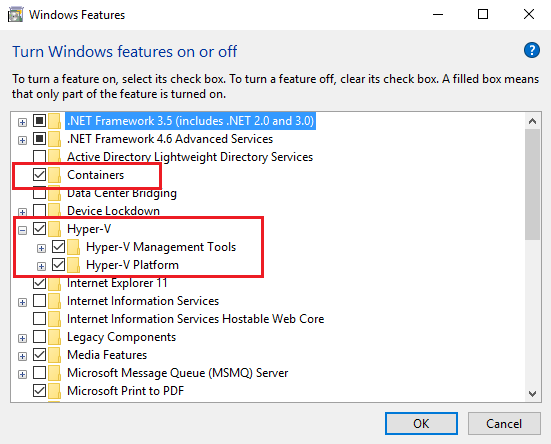 Windows Features
Turn Windows features on or off
?
To turn a feature on, select its check box. To turn a feature off, clear its check box. A filled box means
that only part of the feature is turned on.
.NET Framework 3.5 (includes .NET 2.0 and 3.0)
.NET Framework 4.6 Advanced Services
Active Directory Lightweight Directory Services
Containers
Data Center Bridging
Device Lockdown
Hyper-V
Hyper-V Management Tools
Hyper-V Platform
Internet Explorer 11
Internet Information Services
Internet Information Services Hostable Web Core
Legacy Components
Media Features
Microsoft Message Queue (MSMQ) Server
Microsoft Print to PDF
OK
Cancel